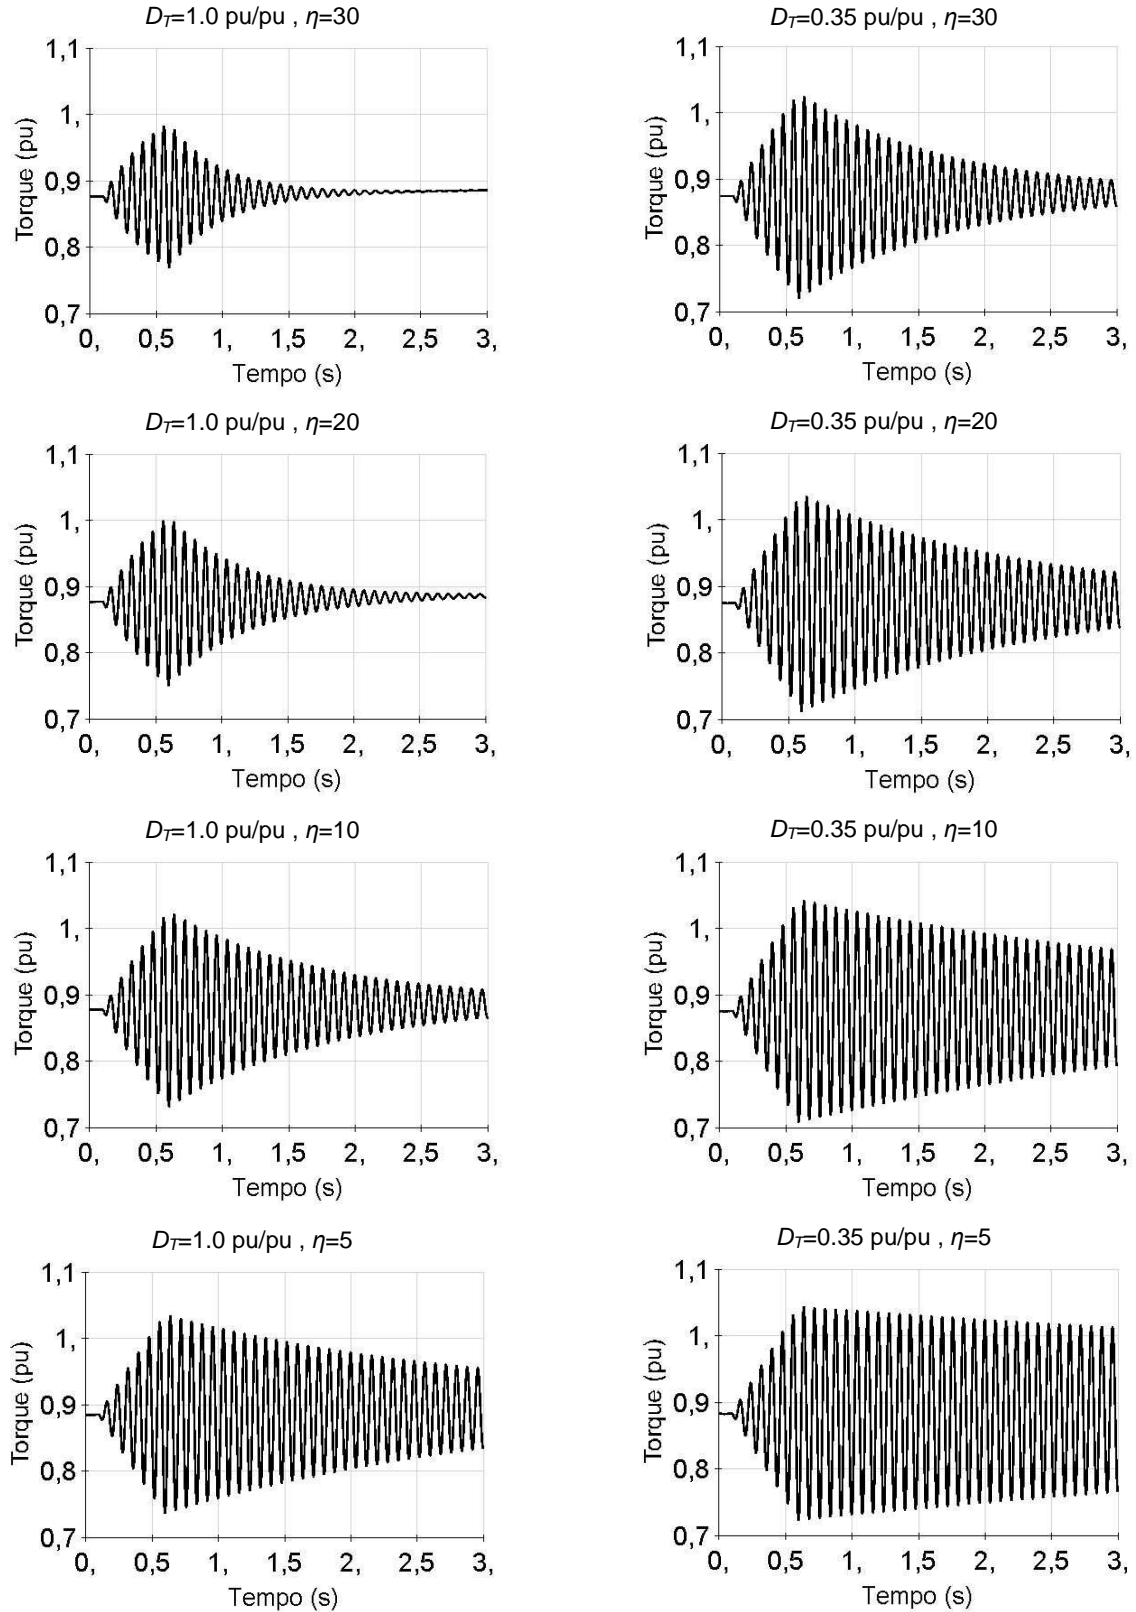 D_T=1.0 pu/pu , η=30
1,1
1,
0,9
0,8
0,7
Torque (pu)
0, 0,5 1, 1,5 2, 2,5 3,
Tempo (s)
D_T=0.35 pu/pu , η=30
1,1
1,
0,9
0,8
0,7
Torque (pu)
0, 0,5 1, 1,5 2, 2,5 3,
Tempo (s)
D_T=1.0 pu/pu , η=20
1,1
1,
0,9
0,8
0,7
Torque (pu)
0, 0,5 1, 1,5 2, 2,5 3,
Tempo (s)
D_T=0.35 pu/pu , η=20
1,1
1,
0,9
0,8
0,7
Torque (pu)
0, 0,5 1, 1,5 2, 2,5 3,
Tempo (s)
D_T=1.0 pu/pu , η=10
1,1
1,
0,9
0,8
0,7
Torque (pu)
0, 0,5 1, 1,5 2, 2,5 3,
Tempo (s)
D_T=0.35 pu/pu , η=10
1,1
1,
0,9
0,8
0,7
Torque (pu)
0, 0,5 1, 1,5 2, 2,5 3,
Tempo (s)
D_T=1.0 pu/pu , η=5
1,1
1,
0,9
0,8
0,7
Torque (pu)
0, 0,5 1, 1,5 2, 2,5 3,
Tempo (s)
D_T=0.35 pu/pu , η=5
1,1
1,
0,9
0,8
0,7
Torque (pu)
0, 0,5 1, 1,5 2, 2,5 3,
Tempo (s)